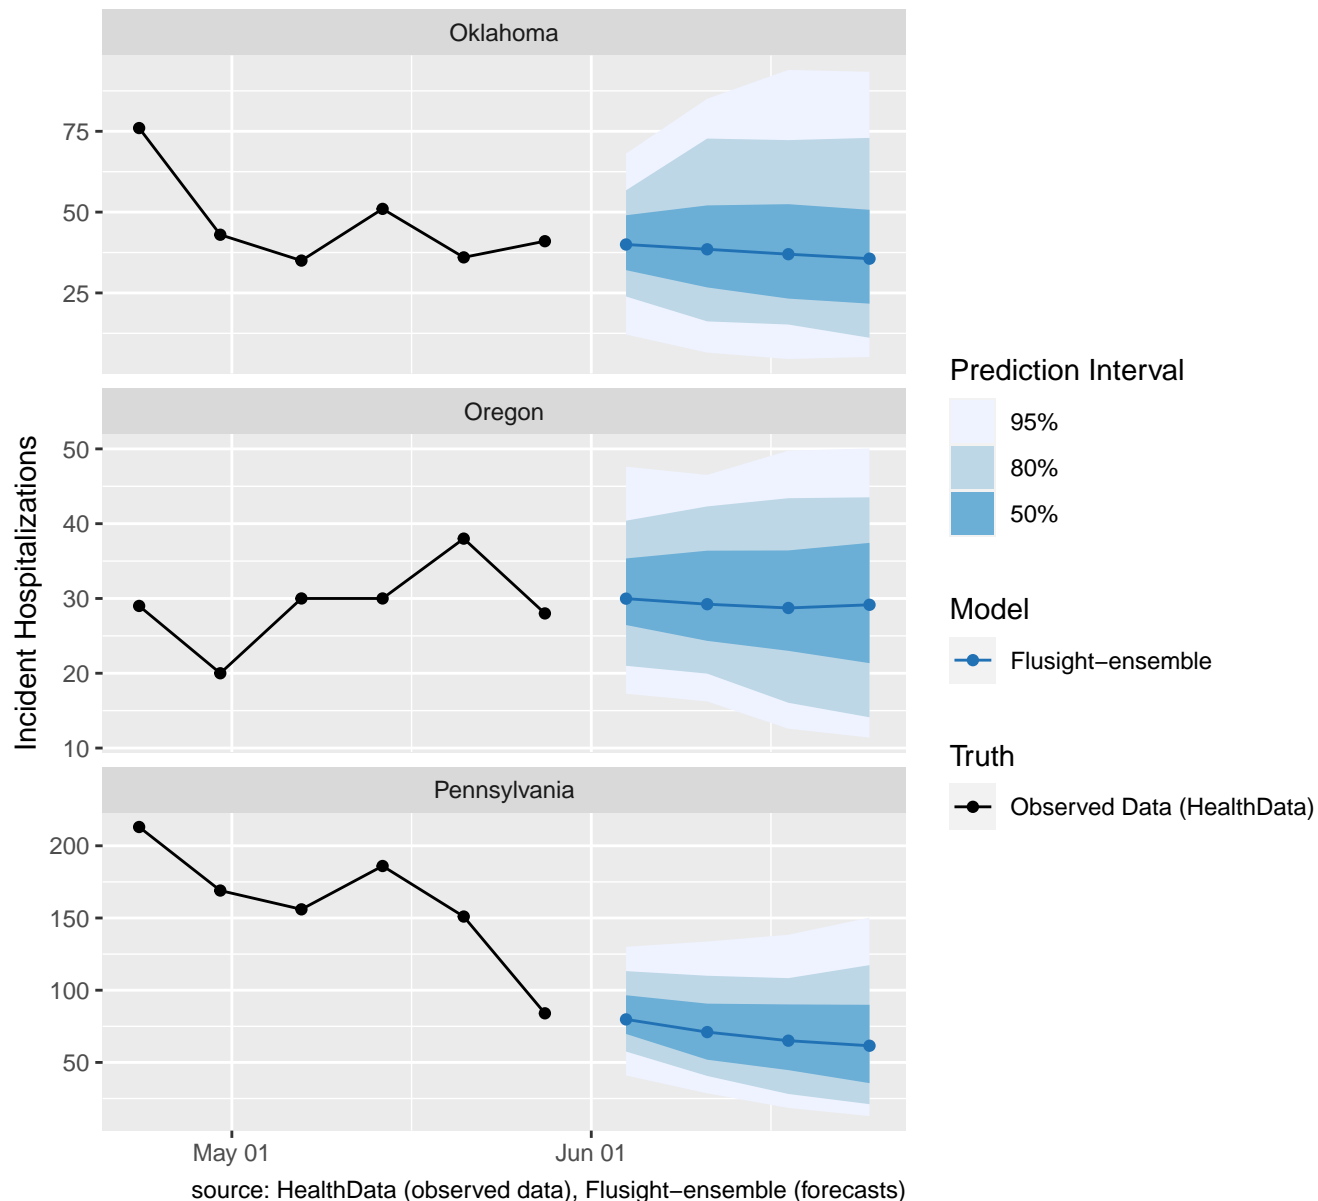 Oklahoma
75
50
25
Oregon
50
40
30
20
10
Pennsylvania
200
150
100
50
May 01
Jun 01
Incident Hospitalizations
source: HealthData (observed data), Flusight−ensemble (forecasts)
Prediction Interval
95%
80%
50%
Model
Flusight−ensemble
Truth
Observed Data (HealthData)